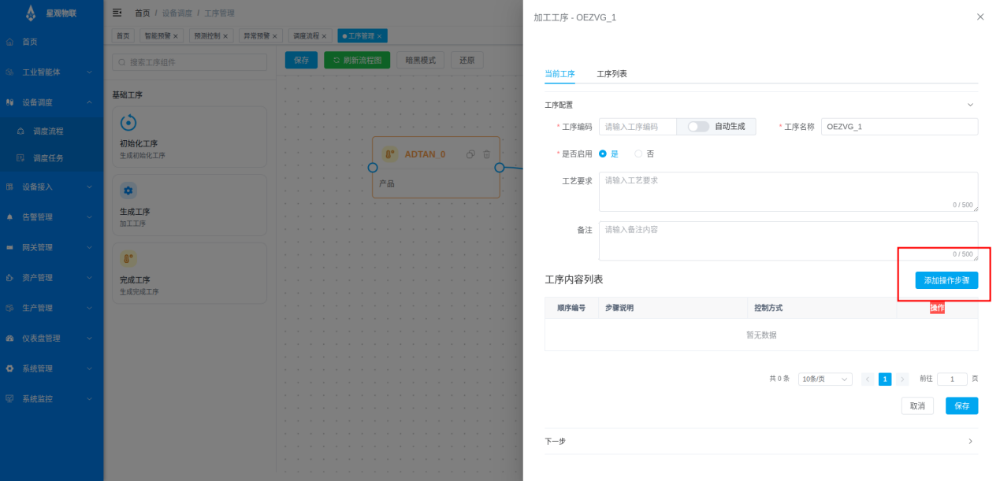 星观物联
首页
工业智能体
设备调度
调度流程
调度任务
设备接入
告警管理
网关管理
资产管理
生产管理
仪表盘管理
系统管理
系统监控
首页 / 设备调度 / 工序管理
首页 智能预警 × 预测控制 × 异常预警 × 调度流程 × 工序管理 ×
搜索工序组件
基础工序
初始化工序
生成初始化工序
生成工序
加工工序
完成工序
生成完成工序
保存 刷新流程图 暗黑模式 还原
ADTAN_0
产品
加工工序 - OEZVG_1
当前工序 工序列表
工序配置
* 工序编码 请输入工序编码 自动生成 * 工序名称 OEZVG_1
* 是否启用 是 否
工艺要求 请输入工艺要求
0 / 500
备注 请输入备注内容
0 / 500
工序内容列表 添加操作步骤
顺序编号 步骤说明 控制方式 操作
暂无数据
共 0 条 10条/页 1 前往 1 页
取消 保存
下一步